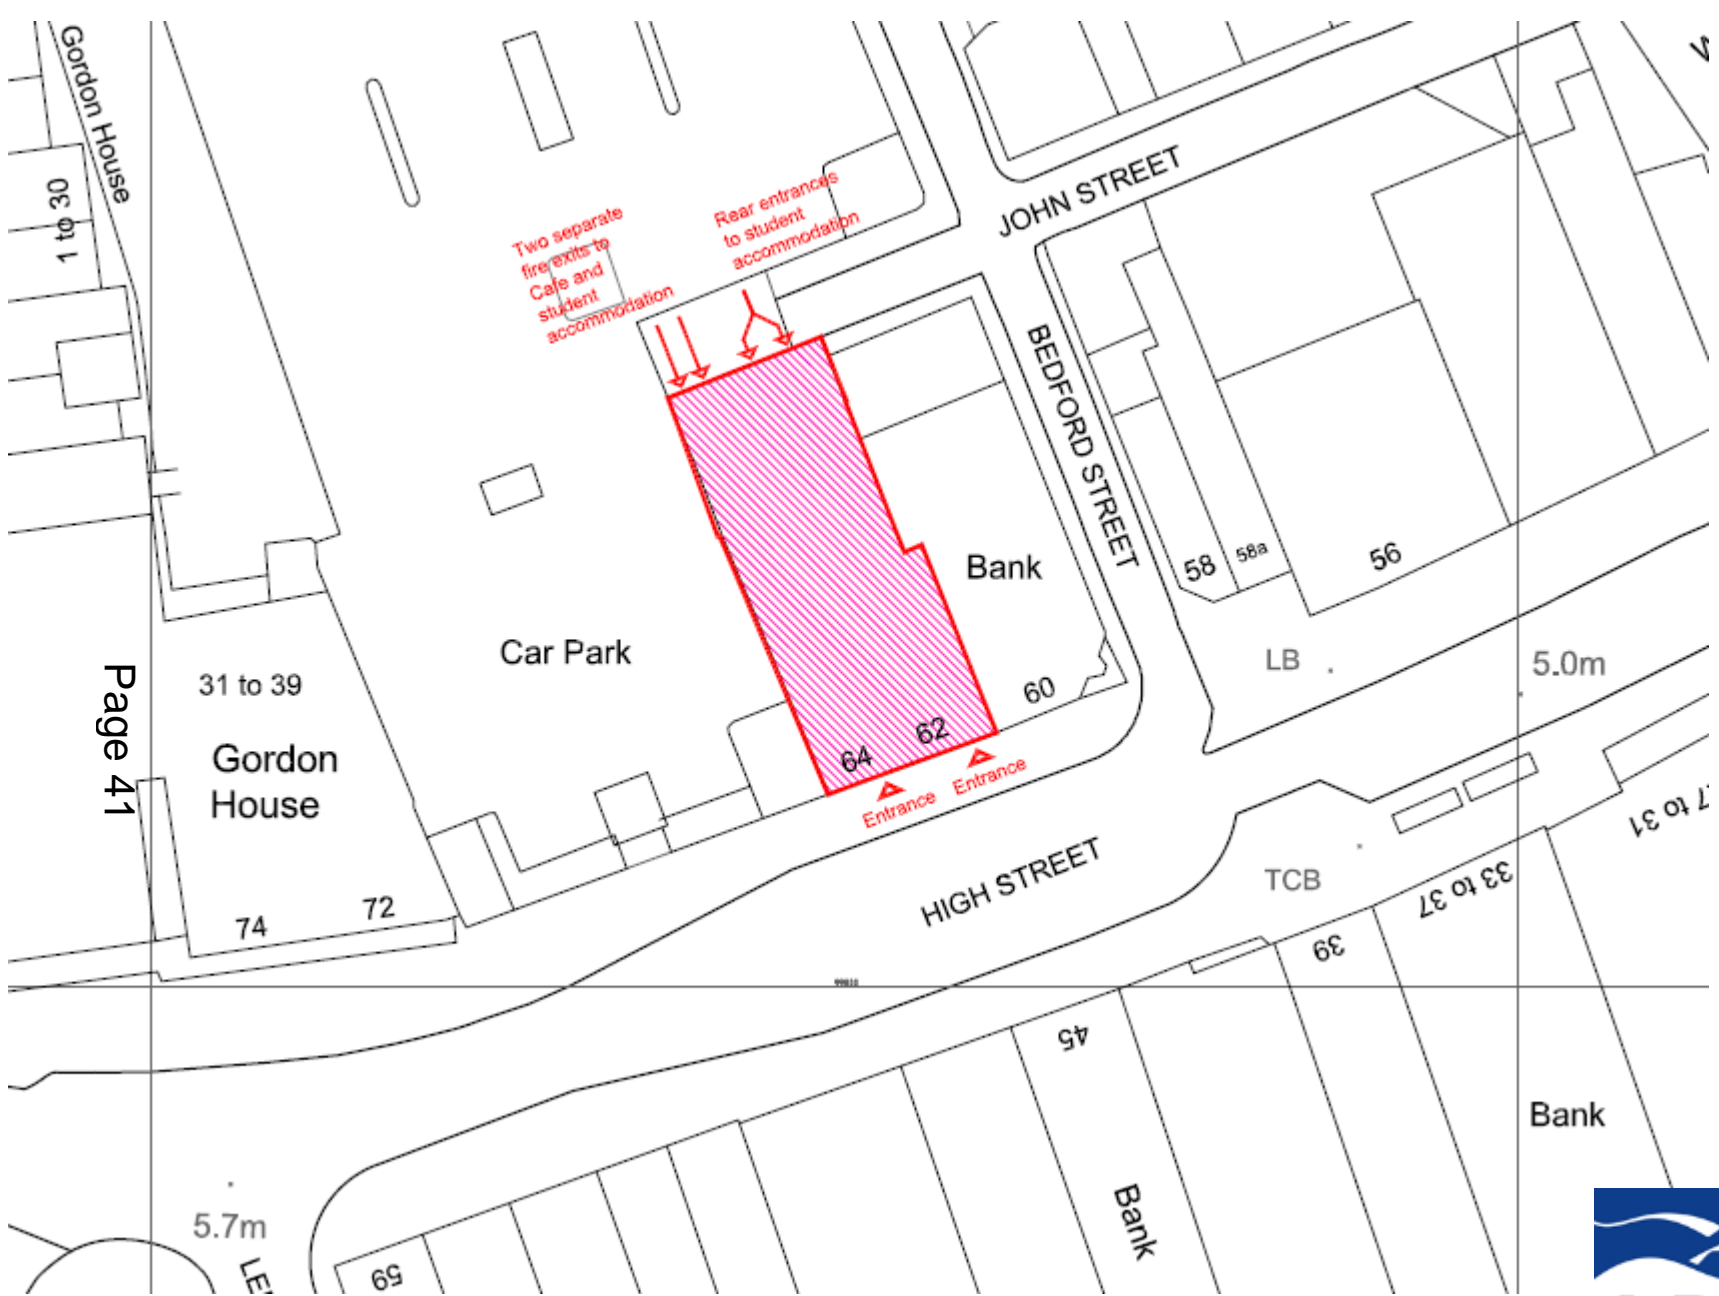 Gordon House
1 to 30
JOHN STREET
Two separate
fire exits to
Cafe and
student
accommodation
Rear entrances
to student
accommodation
BEDFORD STREET
Bank
58
58a
56
Car Park
LB
5.0m
Page 41
31 to 39
Gordon
House
60
62
64
Entrance
Entrance
HIGH STREET
TCB
33 to 37
39
74
72
45
Bank
Bank
5.7m
59